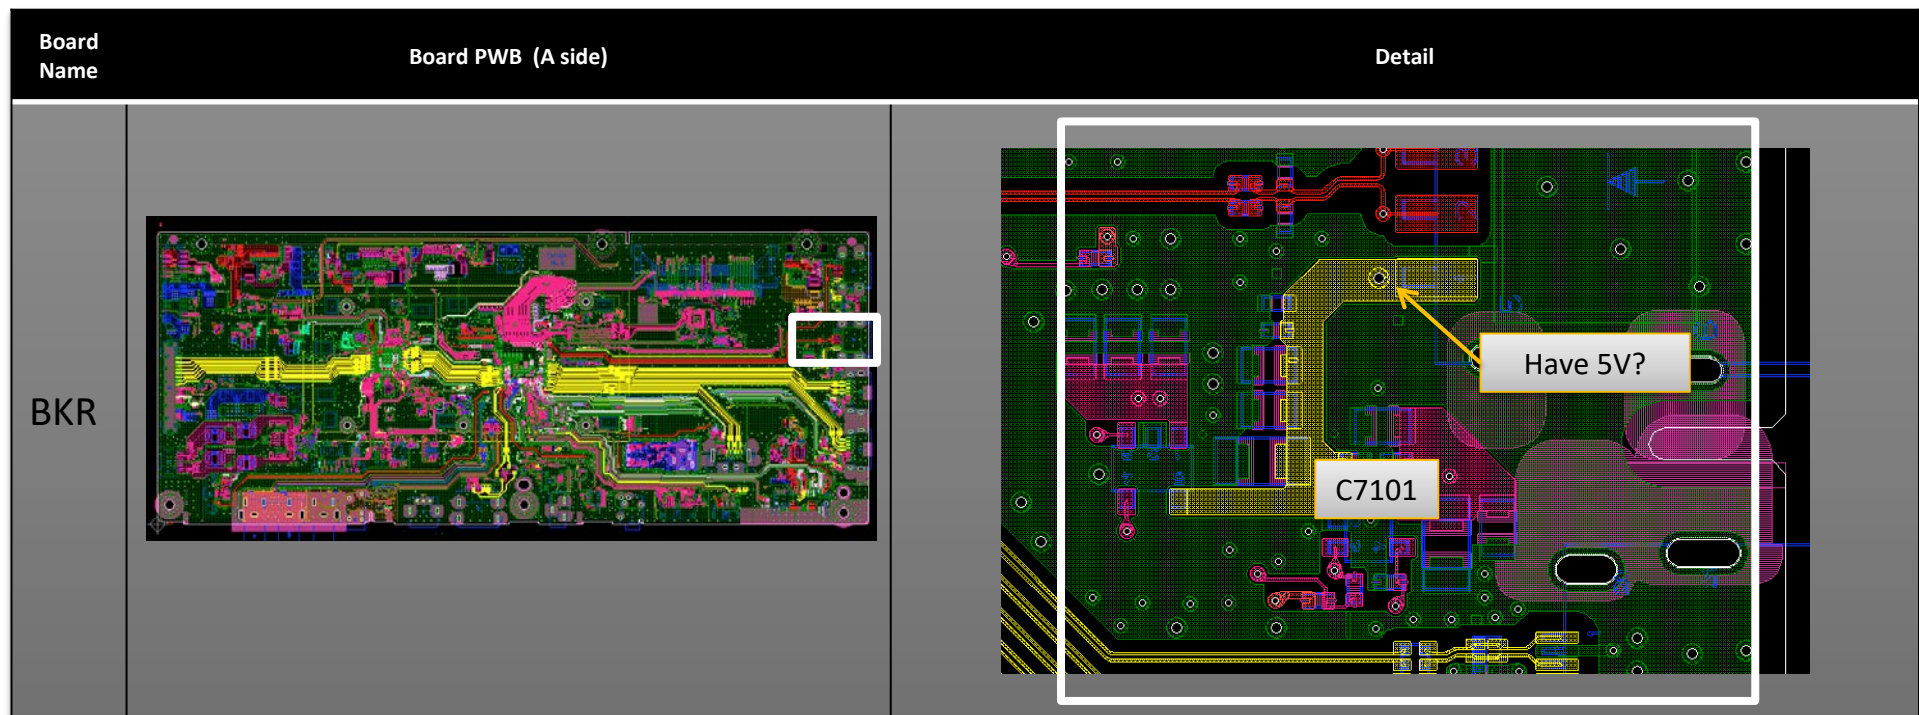 Board
Name
Board PWB (A side)
Detail
BKR
Have 5V?
C7101